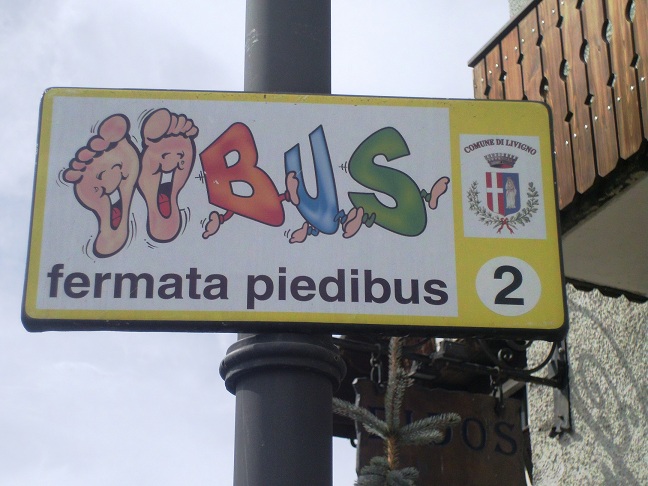 BUS
COMUNE DI LIVIGNO
fermata piedibus
2